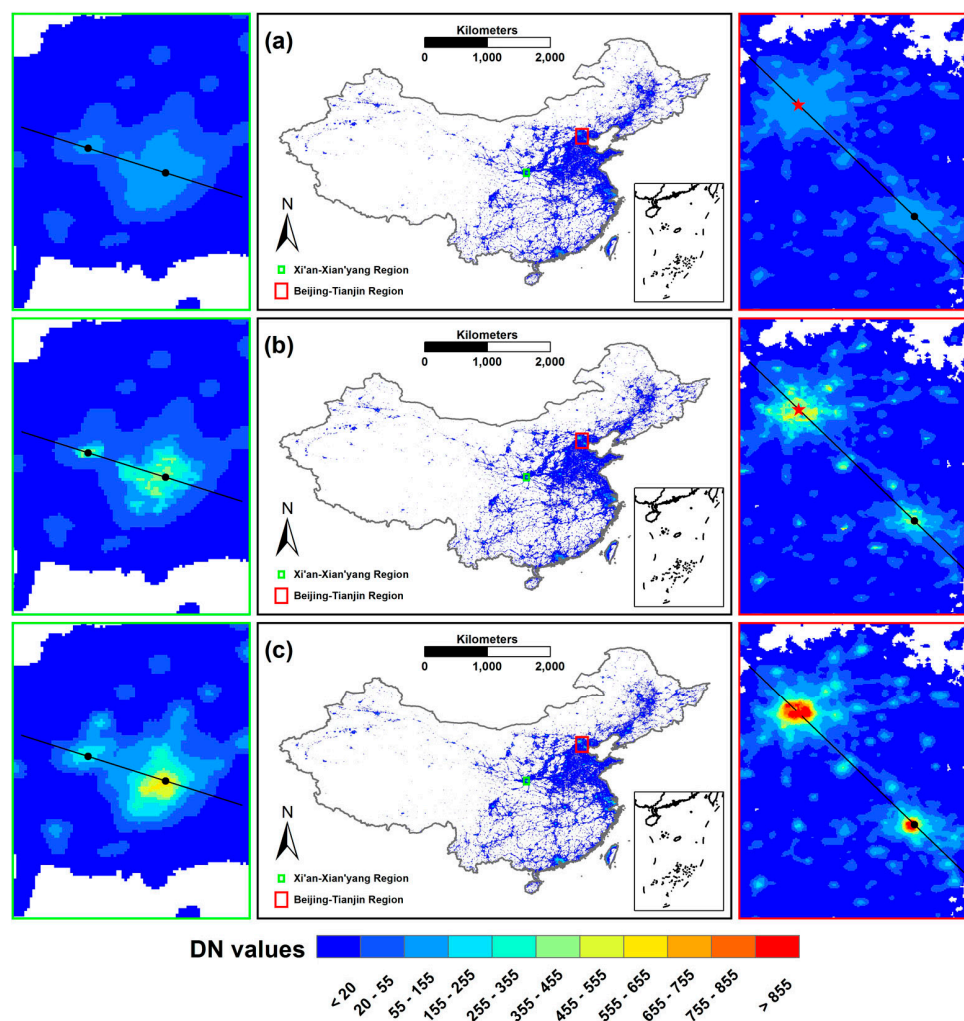 (a)
Kilometers
0 1,000 2,000
N
Xi'an-Xian'yang Region
Beijing-Tianjin Region
(b)
Kilometers
0 1,000 2,000
N
Xi'an-Xian'yang Region
Beijing-Tianjin Region
(c)
Kilometers
0 1,000 2,000
N
Xi'an-Xian'yang Region
Beijing-Tianjin Region
DN values
< 20
20 - 55
55 - 155
155 - 255
255 - 355
355 - 455
455 - 555
555 - 655
655 - 755
755 - 855
> 855